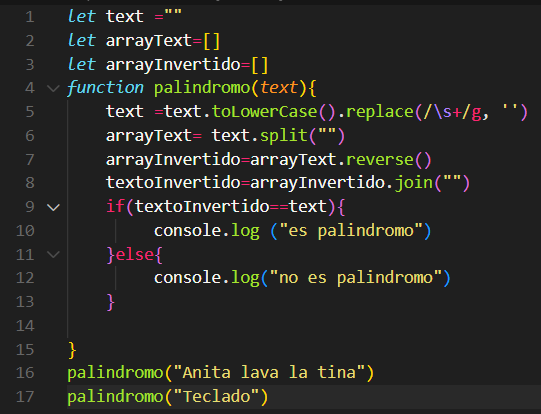 1 let text =""
2 let arrayText=[]
3 let arrayInvertido=[]
4 function palindromo(text){
5 text =text.toLowerCase().replace(/\s+/g, '')
6 arrayText= text.split("")
7 arrayInvertido=arrayText.reverse()
8 textoInvertido=arrayInvertido.join("")
9 if(textoInvertido==text){
10 console.log ("es palindromo")
11 }else{
12 console.log("no es palindromo")
13 }
14
15 }
16 palindromo("Anita lava la tina")
17 palindromo("Teclado")